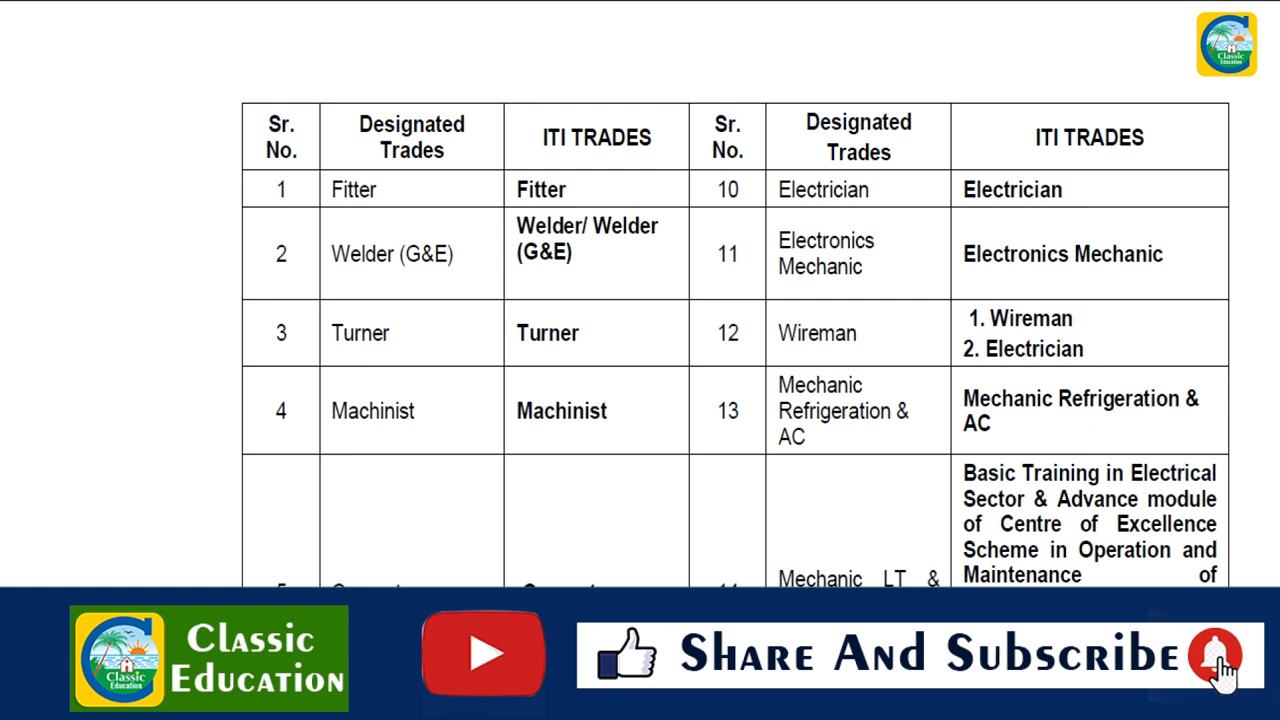 Classic
Education
Sr. No.
Designated Trades
ITI TRADES
Sr. No.
Designated Trades
ITI TRADES
1
Fitter
Fitter
10
Electrician
Electrician
2
Welder (G&E)
Welder/ Welder
(G&E)
11
Electronics
Mechanic
Electronics Mechanic
3
Turner
Turner
12
Wireman
1. Wireman
2. Electrician
4
Machinist
Machinist
13
Mechanic
Refrigeration &
AC
Mechanic Refrigeration &
AC
Mechanic LT &
Basic Training in Electrical
Sector & Advance module
of Centre of Excellence
Scheme in Operation and
Maintenance of
Classic
Education
Classic
Education
Share And Subscribe